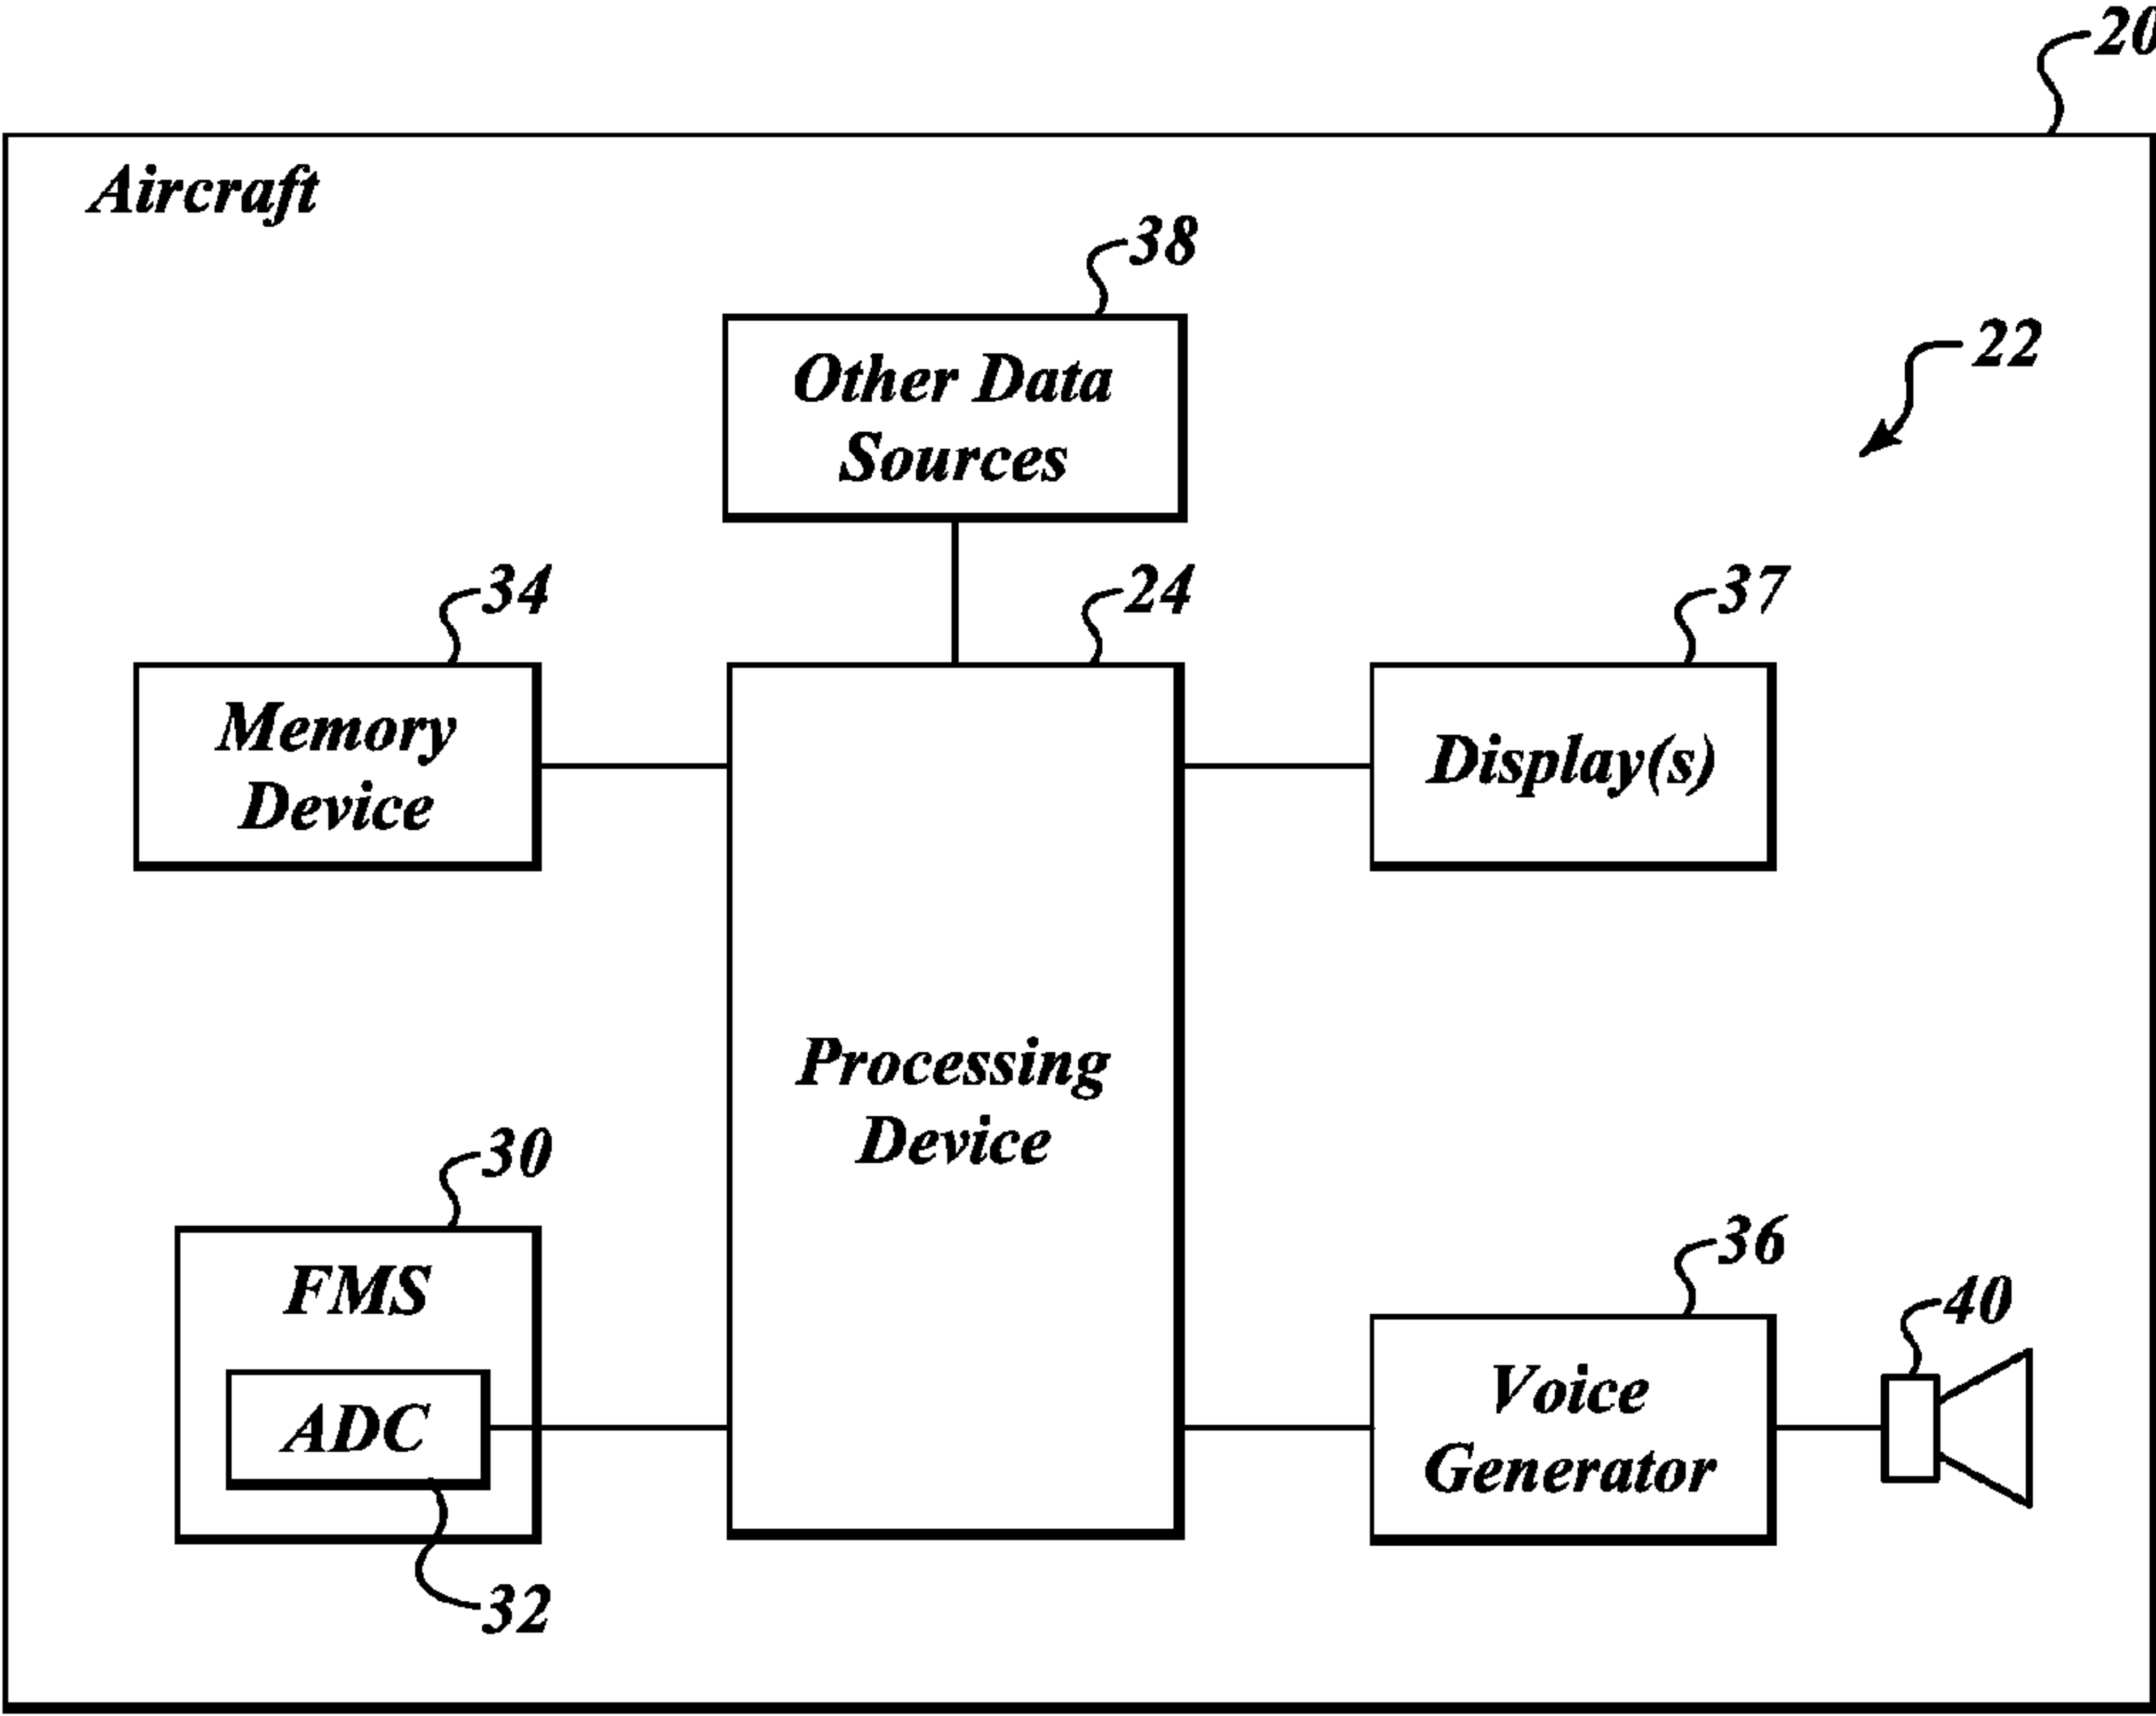 20
Aircraft
38
Other Data
Sources
22
34
24
37
Memory
Device
Display(s)
Processing
Device
30
FMS
ADC
32
36
40
Voice
Generator